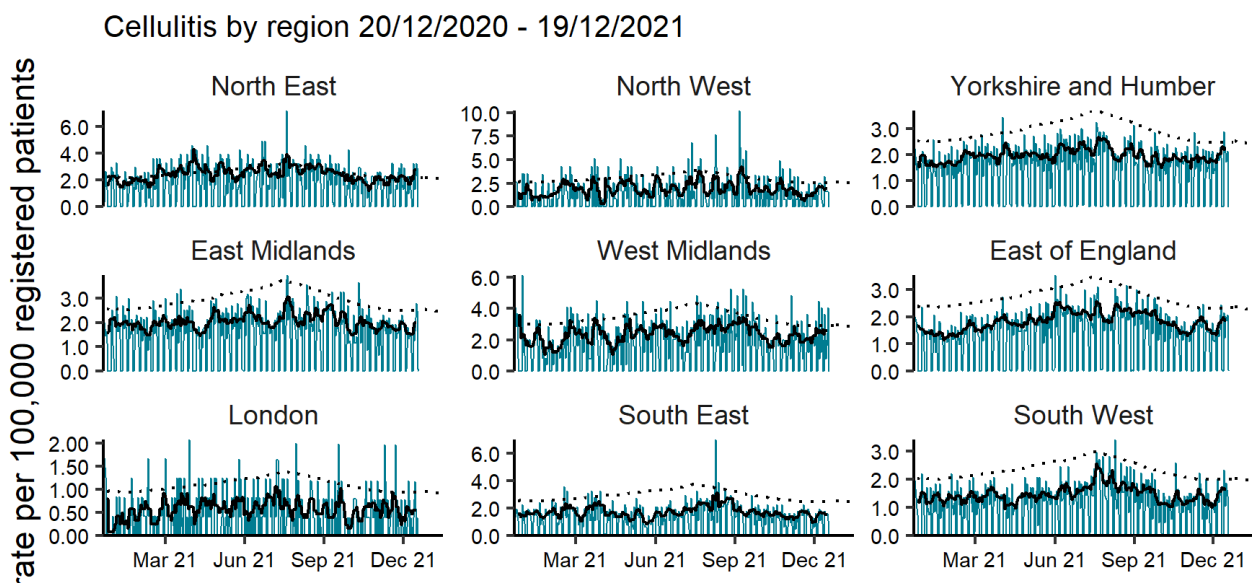 Cellulitis by region 20/12/2020 - 19/12/2021
rate per 100,000 registered patients
North East
North West
Yorkshire and Humber
6.0
4.0
2.0
0.0
10.0
7.5
5.0
2.5
0.0
3.0
2.0
1.0
0.0
East Midlands
West Midlands
East of England
3.0
2.0
1.0
0.0
6.0
4.0
2.0
0.0
3.0
2.0
1.0
0.0
London
South East
South West
2.00
1.50
1.00
0.50
0.00
6.0
4.0
2.0
0.0
3.0
2.0
1.0
0.0
Mar 21 Jun 21 Sep 21 Dec 21
Mar 21 Jun 21 Sep 21 Dec 21
Mar 21 Jun 21 Sep 21 Dec 21